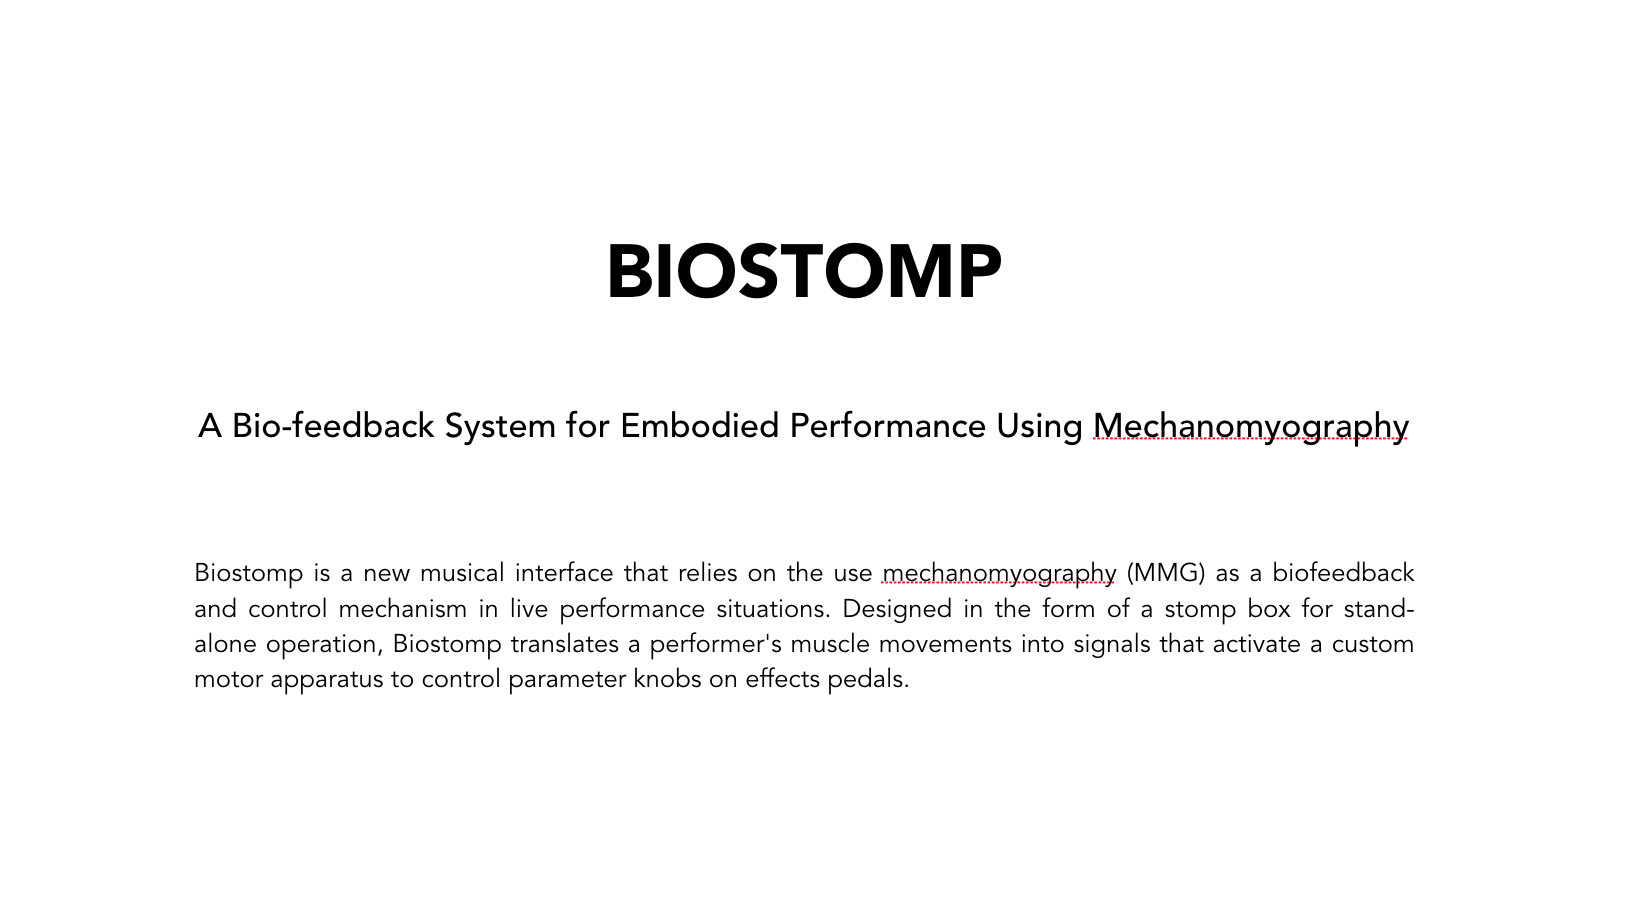 BIOSTOMP
A Bio-feedback System for Embodied Performance Using Mechanomyography
Biostomp is a new musical interface that relies on the use mechanomyography (MMG) as a biofeedback
and control mechanism in live performance situations. Designed in the form of a stomp box for stand-
alone operation, Biostomp translates a performer's muscle movements into signals that activate a custom
motor apparatus to control parameter knobs on effects pedals.